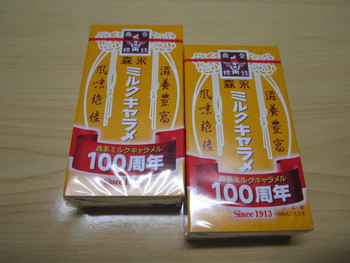 森永
ミルクキャラメ
滋養豊富
風味絶佳
森永ミルクキャラメル
100周年
Since
森永
ミルクキャラメ
滋養豊富
風味絶佳
森永ミルクキャラメル
100周年
Since 1913